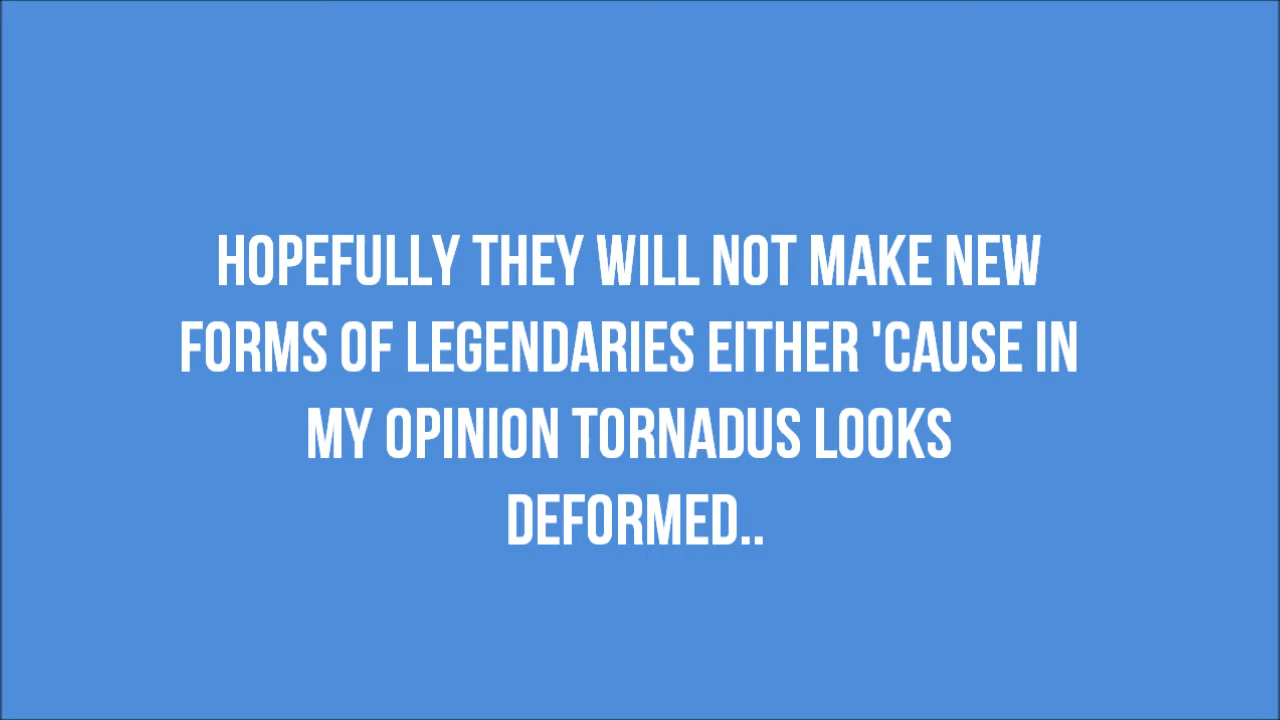 HOPEFULLY THEY WILL NOT MAKE NEW
FORMS OF LEGENDARIES EITHER 'CAUSE IN
MY OPINION TORNADUS LOOKS
DEFORMED..